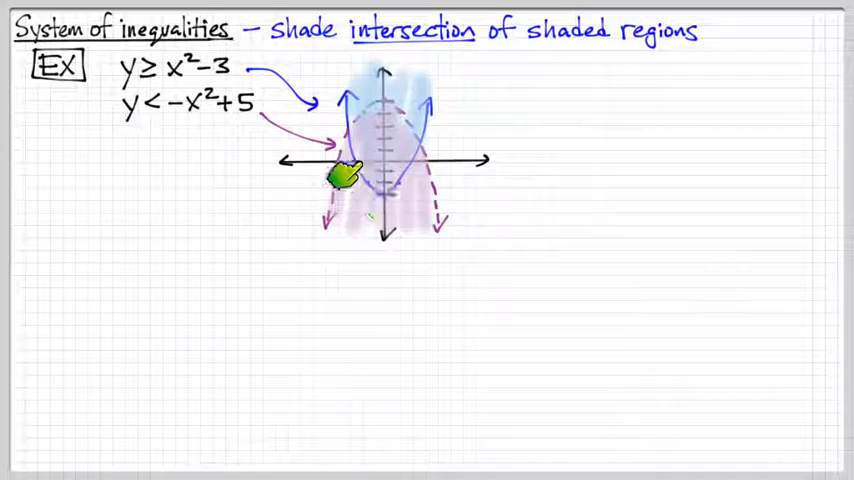 System of inequalities – shade intersection of shaded regions
EX y ≥ x²-3
y < -x²+5